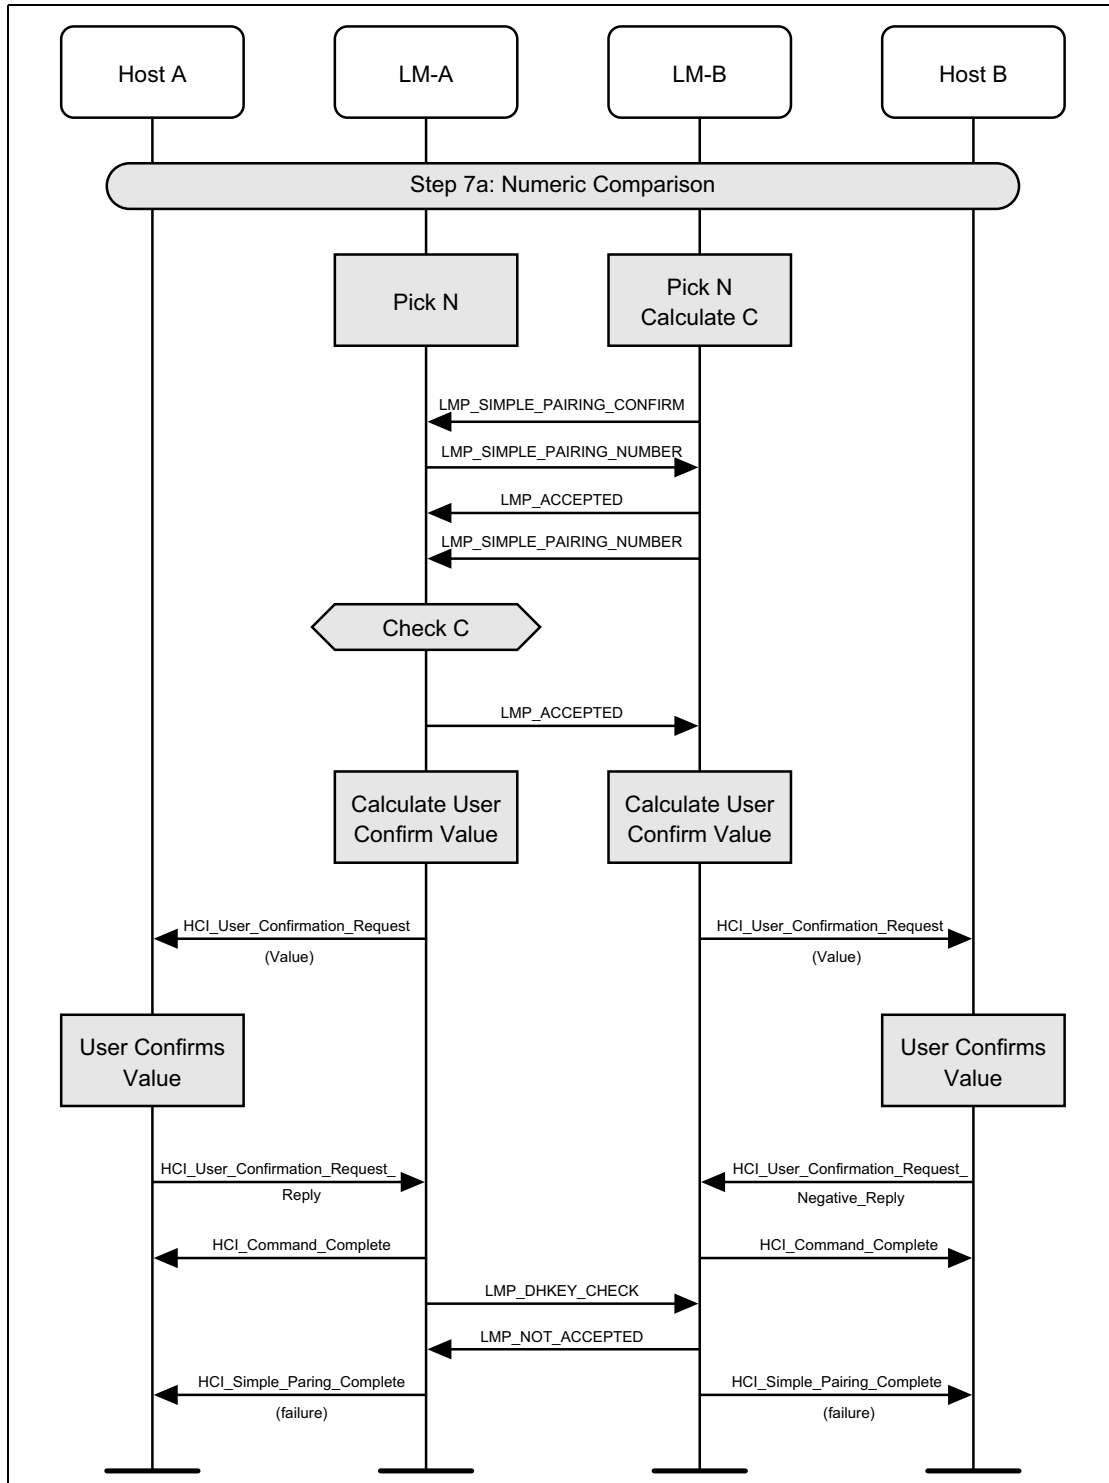 Host A
LM-A
LM-B
Host B
Step 7a: Numeric Comparison
Pick N
Pick N
Calculate C
LMP_SIMPLE_PAIRING_CONFIRM
LMP_SIMPLE_PAIRING_NUMBER
LMP_ACCEPTED
LMP_SIMPLE_PAIRING_NUMBER
Check C
LMP_ACCEPTED
Calculate User
Confirm Value
Calculate User
Confirm Value
HCI_User_Confirmation_Request
(Value)
HCI_User_Confirmation_Request
(Value)
User Confirms
Value
User Confirms
Value
HCI_User_Confirmation_Request_
Reply
HCI_User_Confirmation_Request_
Negative_Reply
HCI_Command_Complete
HCI_Command_Complete
LMP_DHKEY_CHECK
LMP_NOT_ACCEPTED
HCI_Simple_Paring_Complete
(failure)
HCI_Simple_Pairing_Complete
(failure)